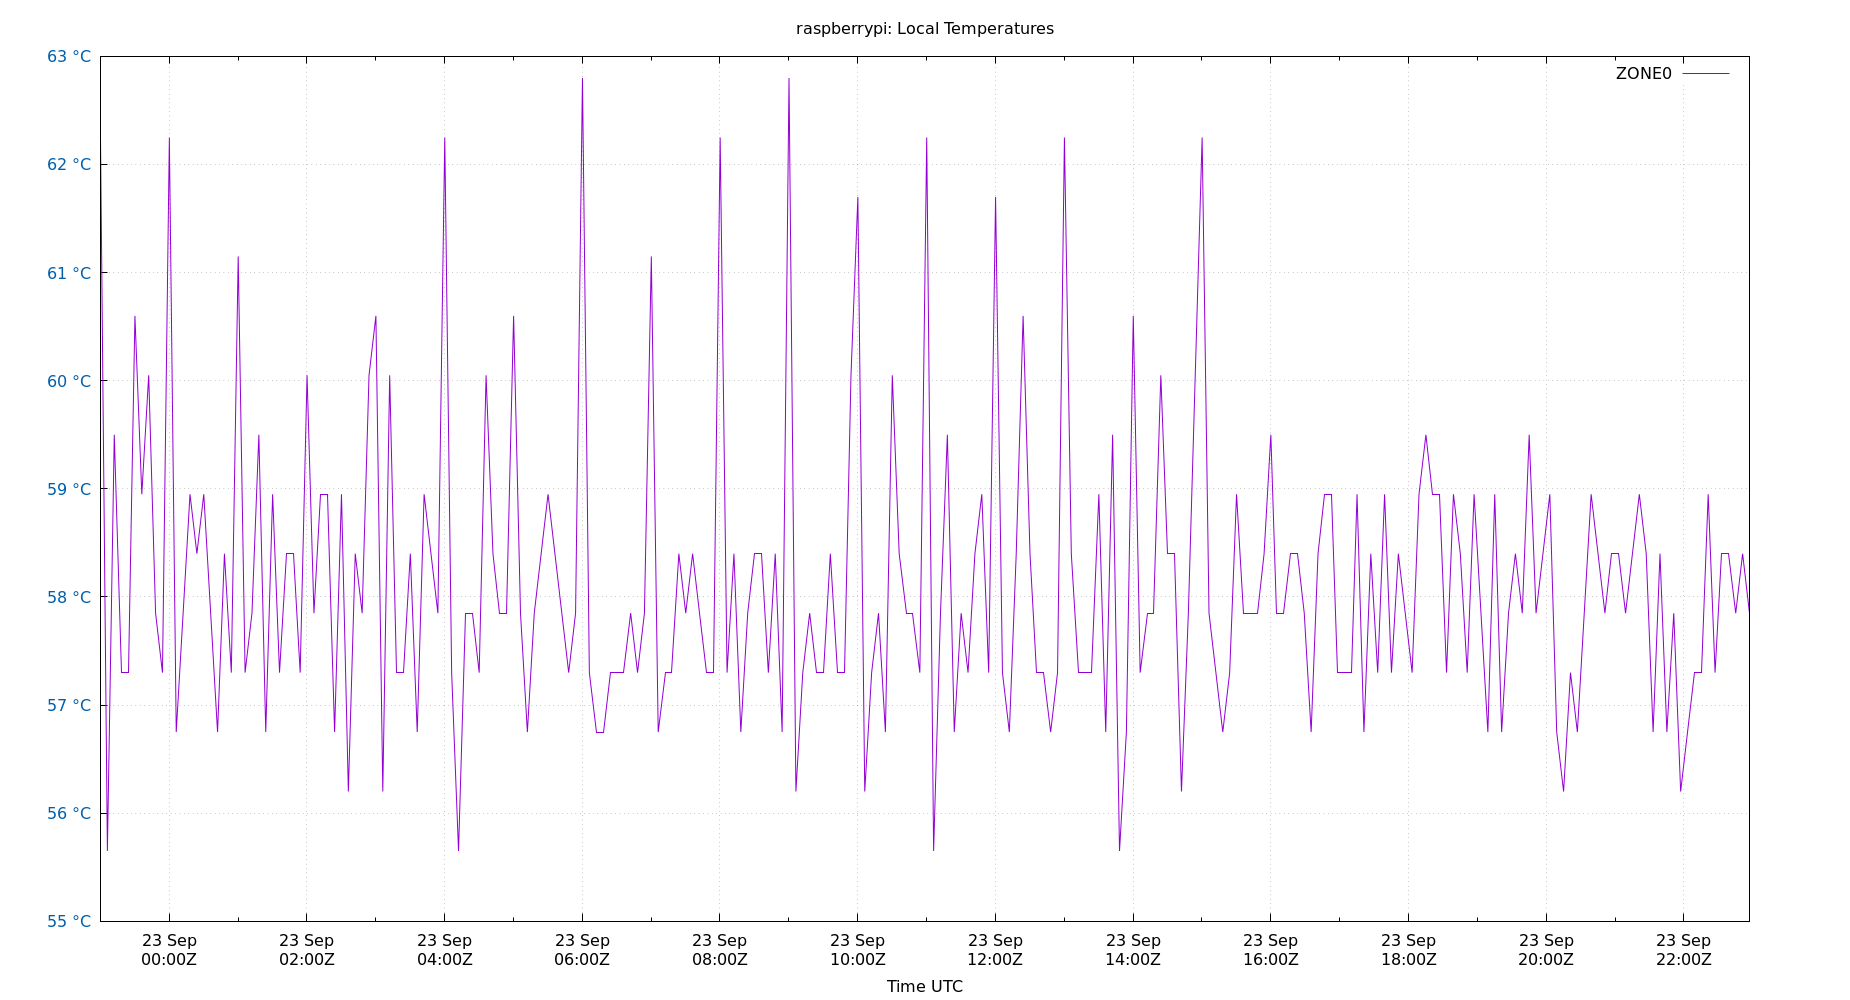 raspberrypi: Local Temperatures
63 °C
ZONE0
62 °C
61 °C
60 °C
59 °C
58 °C
57 °C
56 °C
55 °C
23 Sep 23 Sep 23 Sep 23 Sep 23 Sep 23 Sep 23 Sep 23 Sep 23 Sep 23 Sep 23 Sep 23 Sep
00:00Z 02:00Z 04:00Z 06:00Z 08:00Z 10:00Z 12:00Z 14:00Z 16:00Z 18:00Z 20:00Z 22:00Z
Time UTC